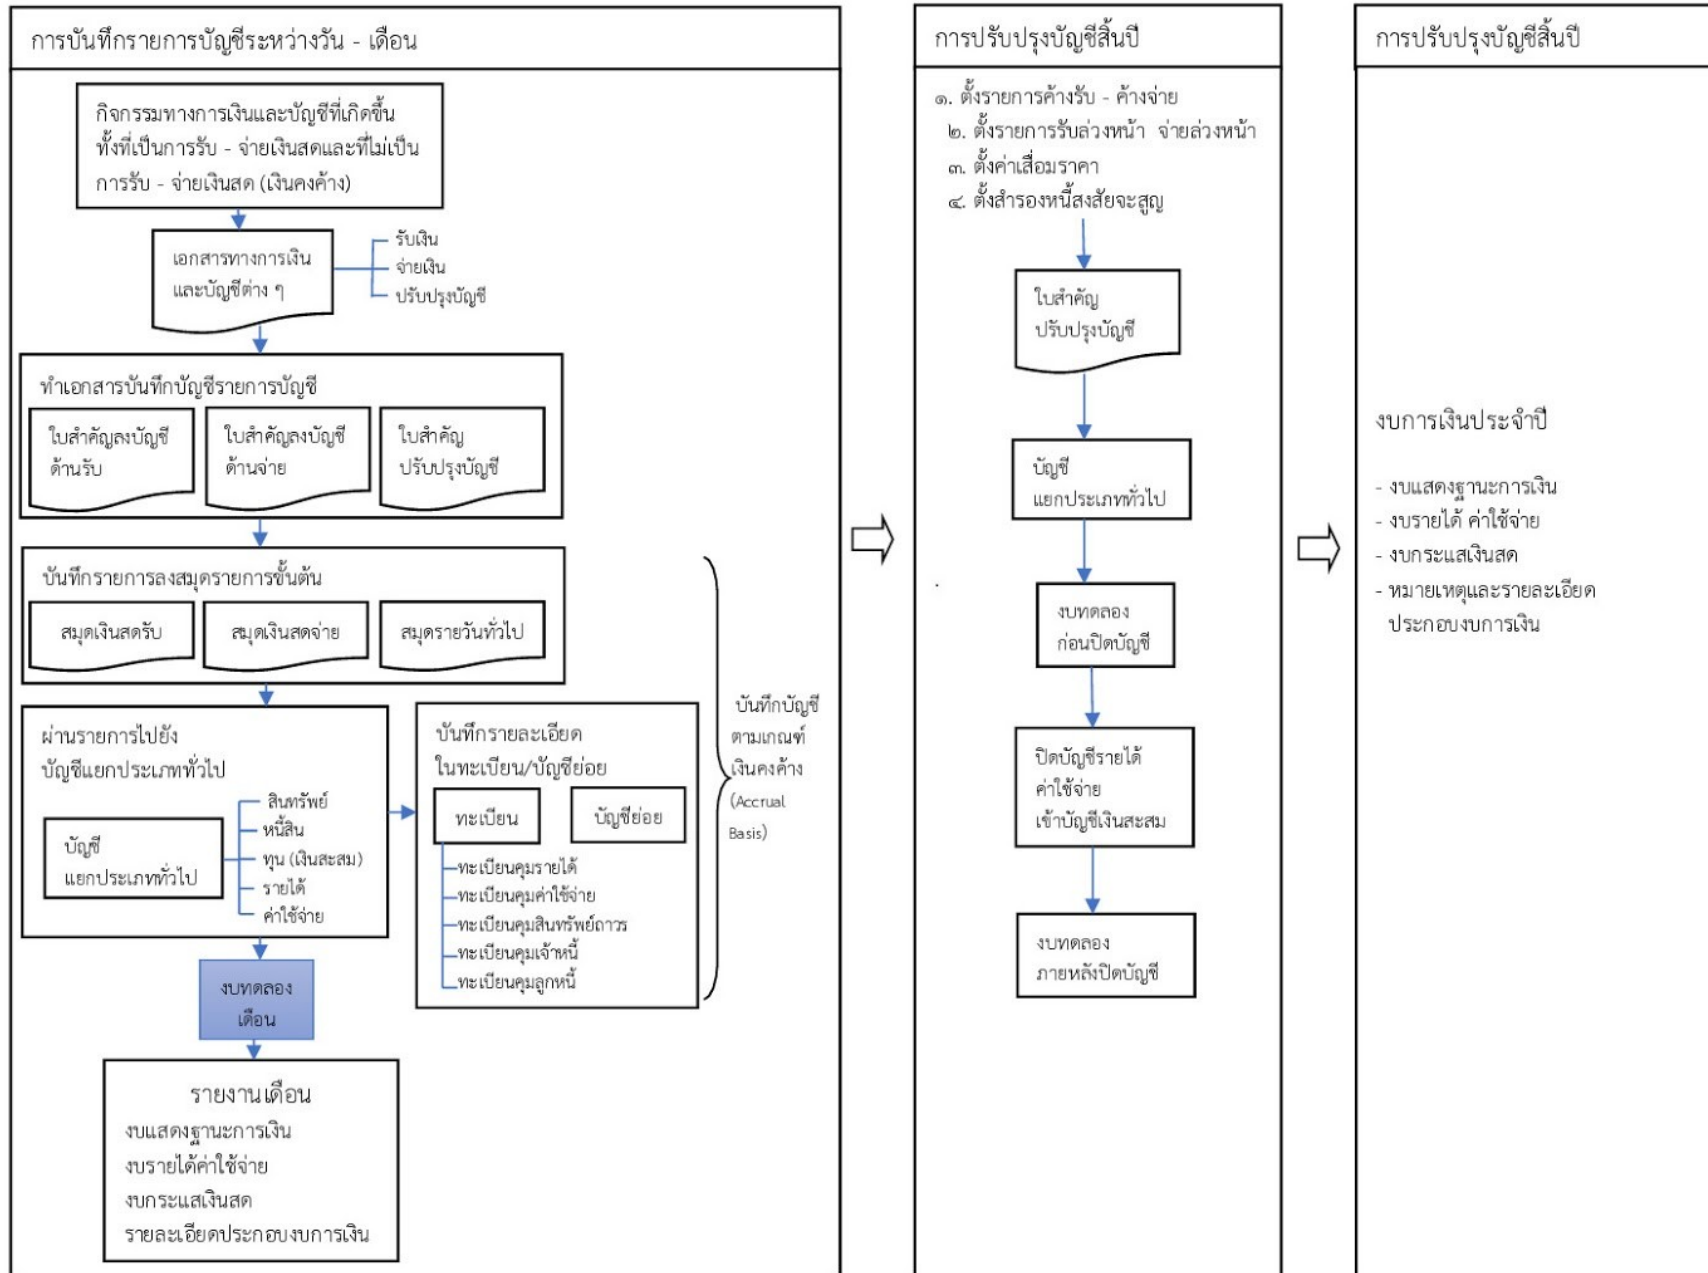 การบันทึกรายการบัญชีระหว่างวัน - เดือน
กิจกรรมทางการเงินและบัญชีที่เกิดขึ้น
ทั้งที่เป็นการรับ - จ่ายเงินสดและที่ไม่เป็น
การรับ - จ่ายเงินสด (เงินคงค้าง)
เอกสารทางการเงิน
และบัญชีต่าง ๆ
รับเงิน
จ่ายเงิน
ปรับปรุงบัญชี
ทำเอกสารบันทึกบัญชีรายการบัญชี
ใบสำคัญลงบัญชี
ด้านรับ
ใบสำคัญลงบัญชี
ด้านจ่าย
ใบสำคัญ
ปรับปรุงบัญชี
บันทึกรายการลงสมุดรายการขั้นต้น
สมุดเงินสดรับ
สมุดเงินสดจ่าย
สมุดรายวันทั่วไป
ผ่านรายการไปยัง
บัญชีแยกประเภททั่วไป
บัญชี
แยกประเภททั่วไป
สินทรัพย์
หนี้สิน
ทุน (เงินสะสม)
รายได้
ค่าใช้จ่าย
บันทึกรายละเอียด
ในทะเบียน/บัญชีย่อย
ทะเบียน
บัญชีย่อย
ทะเบียนคุมรายได้
ทะเบียนคุมค่าใช้จ่าย
ทะเบียนคุมสินทรัพย์ถาวร
ทะเบียนคุมเจ้าหนี้
ทะเบียนคุมลูกหนี้
บันทึกบัญชี
ตามเกณฑ์
เงินคงค้าง
(Accrual
Basis)
งบทดลอง
เดือน
รายงานเดือน
งบแสดงฐานะการเงิน
งบรายได้ค่าใช้จ่าย
งบกระแสเงินสด
รายละเอียดประกอบงบการเงิน
การปรับปรุงบัญชีสิ้นปี
๑. ตั้งรายการค้างรับ - ค้างจ่าย
๒. ตั้งรายการรับล่วงหน้า จ่ายล่วงหน้า
๓. ตั้งค่าเสื่อมราคา
๔. ตั้งสำรองหนี้สงสัยจะสูญ
ใบสำคัญ
ปรับปรุงบัญชี
บัญชี
แยกประเภททั่วไป
งบทดลอง
ก่อนปิดบัญชี
ปิดบัญชีรายได้
ค่าใช้จ่าย
เข้าบัญชีเงินสะสม
งบทดลอง
ภายหลังปิดบัญชี
การปรับปรุงบัญชีสิ้นปี
งบการเงินประจำปี
- งบแสดงฐานะการเงิน
- งบรายได้ ค่าใช้จ่าย
- งบกระแสเงินสด
- หมายเหตุและรายละเอียด
ประกอบงบการเงิน